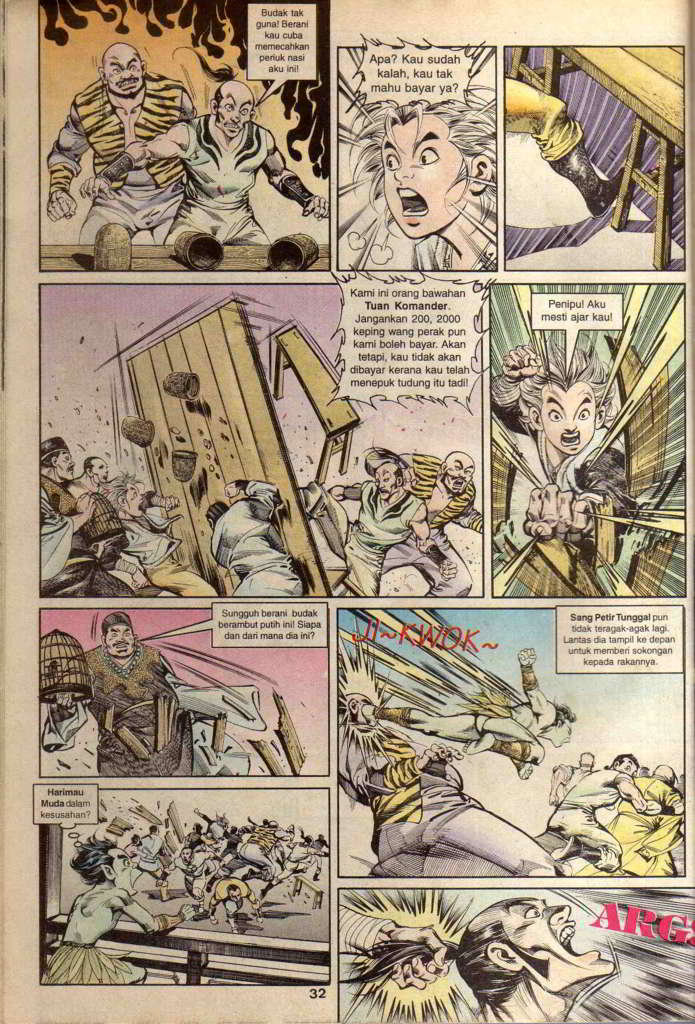 Budak tak
guna! Berani
kau cuba
memecahkan
periuk nasi
aku ini!
Apa? Kau sudah
kalah, kau tak
mahu bayar ya?
Kami ini orang bawahan
Tuan Komander.
Jangankan 200, 2000
keping wang perak pun
kami boleh bayar. Akan
tetapi, kau tidak akan
dibayar kerana kau telah
menepuk tudung itu tadi!
Penipu! Aku
mesti ajar kau!
Sungguh berani budak
berambut putih ini! Siapa
dan dari mana dia ini?
JI~KWOK~
Sang Petir Tunggal pun
tidak teragak-agak lagi.
Lantas dia tampil ke depan
untuk memberi sokongan
kepada rakannya.
Harimau
Muda dalam
kesusahan?
32